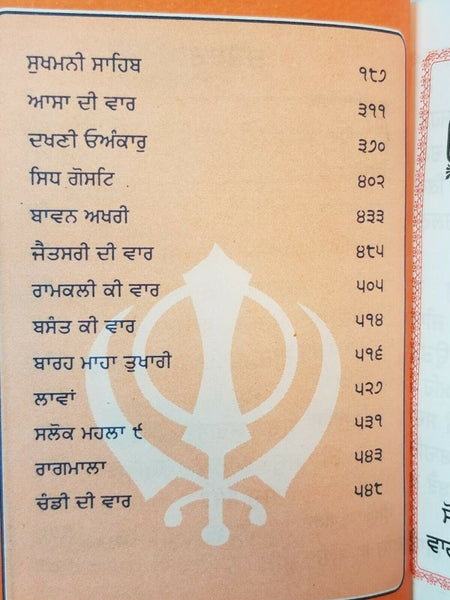 ਸੁਖਮਨੀ ਸਾਹਿਬ ੧੮੭
ਆਸਾ ਦੀ ਵਾਰ ੩੧੧
ਦਖਣੀ ਓਅੰਕਾਰੁ ੩੭੦
ਸਿਧ ਗੋਸਟਿ ੪੦੨
ਬਾਵਨ ਅਖਰੀ ੪੩੩
ਜੈਤਸਰੀ ਦੀ ਵਾਰ ੪੮੫
ਰਾਮਕਲੀ ਕੀ ਵਾਰ ੫੦੫
ਬਸੰਤ ਕੀ ਵਾਰ ੫੧੪
ਬਾਰਹ ਮਾਹਾ ਤੁਖਾਰੀ ੫੧੬
ਲਾਵਾਂ ੫੨੭
ਸਲੋਕ ਮਹਲਾ ੯ ੫੩੧
ਰਾਗਮਾਲਾ ੫੪੩
ਚੰਡੀ ਦੀ ਵਾਰ ੫੪੮